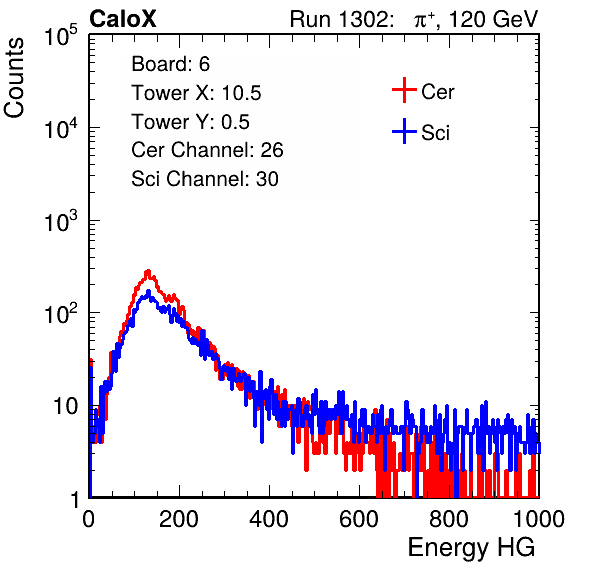 CaloX Run 1302: π⁺, 120 GeV
Counts
10⁵
10⁴
10³
10²
10
1
Board: 6
Tower X: 10.5
Tower Y: 0.5
Cer Channel: 26
Sci Channel: 30
Cer
Sci
0 200 400 600 800 1000
Energy HG